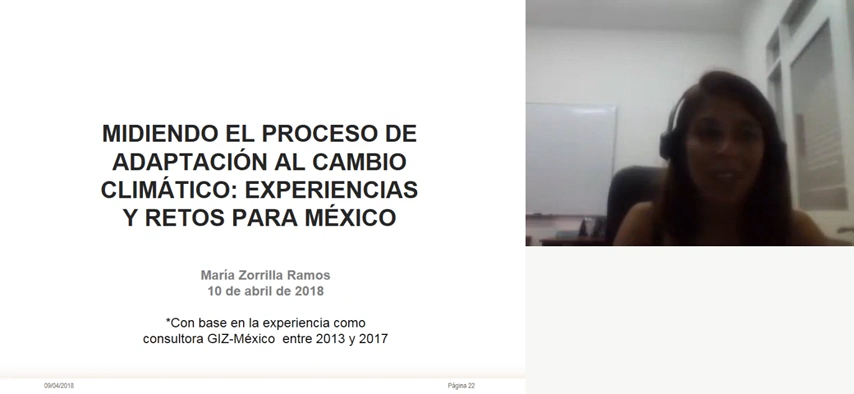 MIDIENDO EL PROCESO DE
ADAPTACIÓN AL CAMBIO
CLIMÁTICO: EXPERIENCIAS
Y RETOS PARA MÉXICO
María Zorrilla Ramos
10 de abril de 2018
*Con base en la experiencia como
consultora GIZ-México entre 2013 y 2017
09/04/2018
Página 22